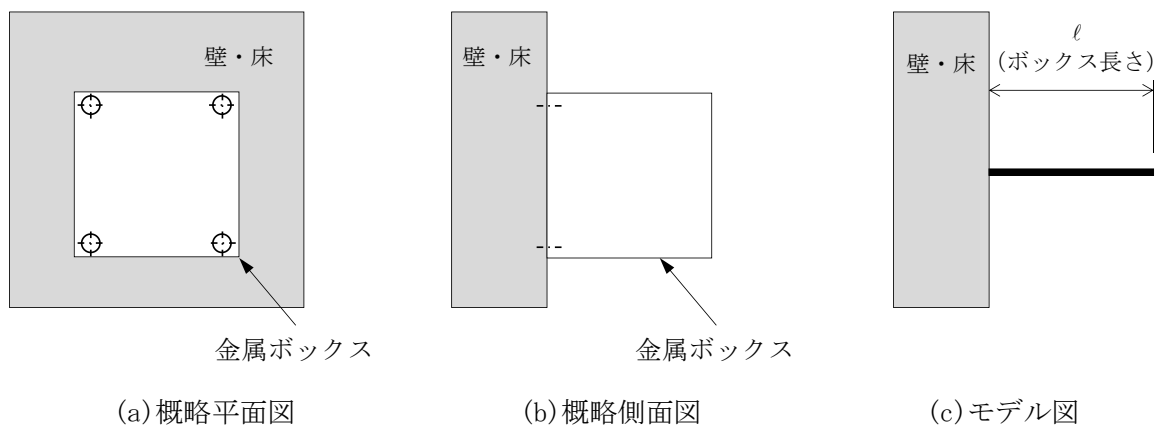 壁・床
金属ボックス
(a)概略平面図
壁・床
金属ボックス
(b)概略側面図
壁・床
ℓ
(ボックス長さ)
(c)モデル図